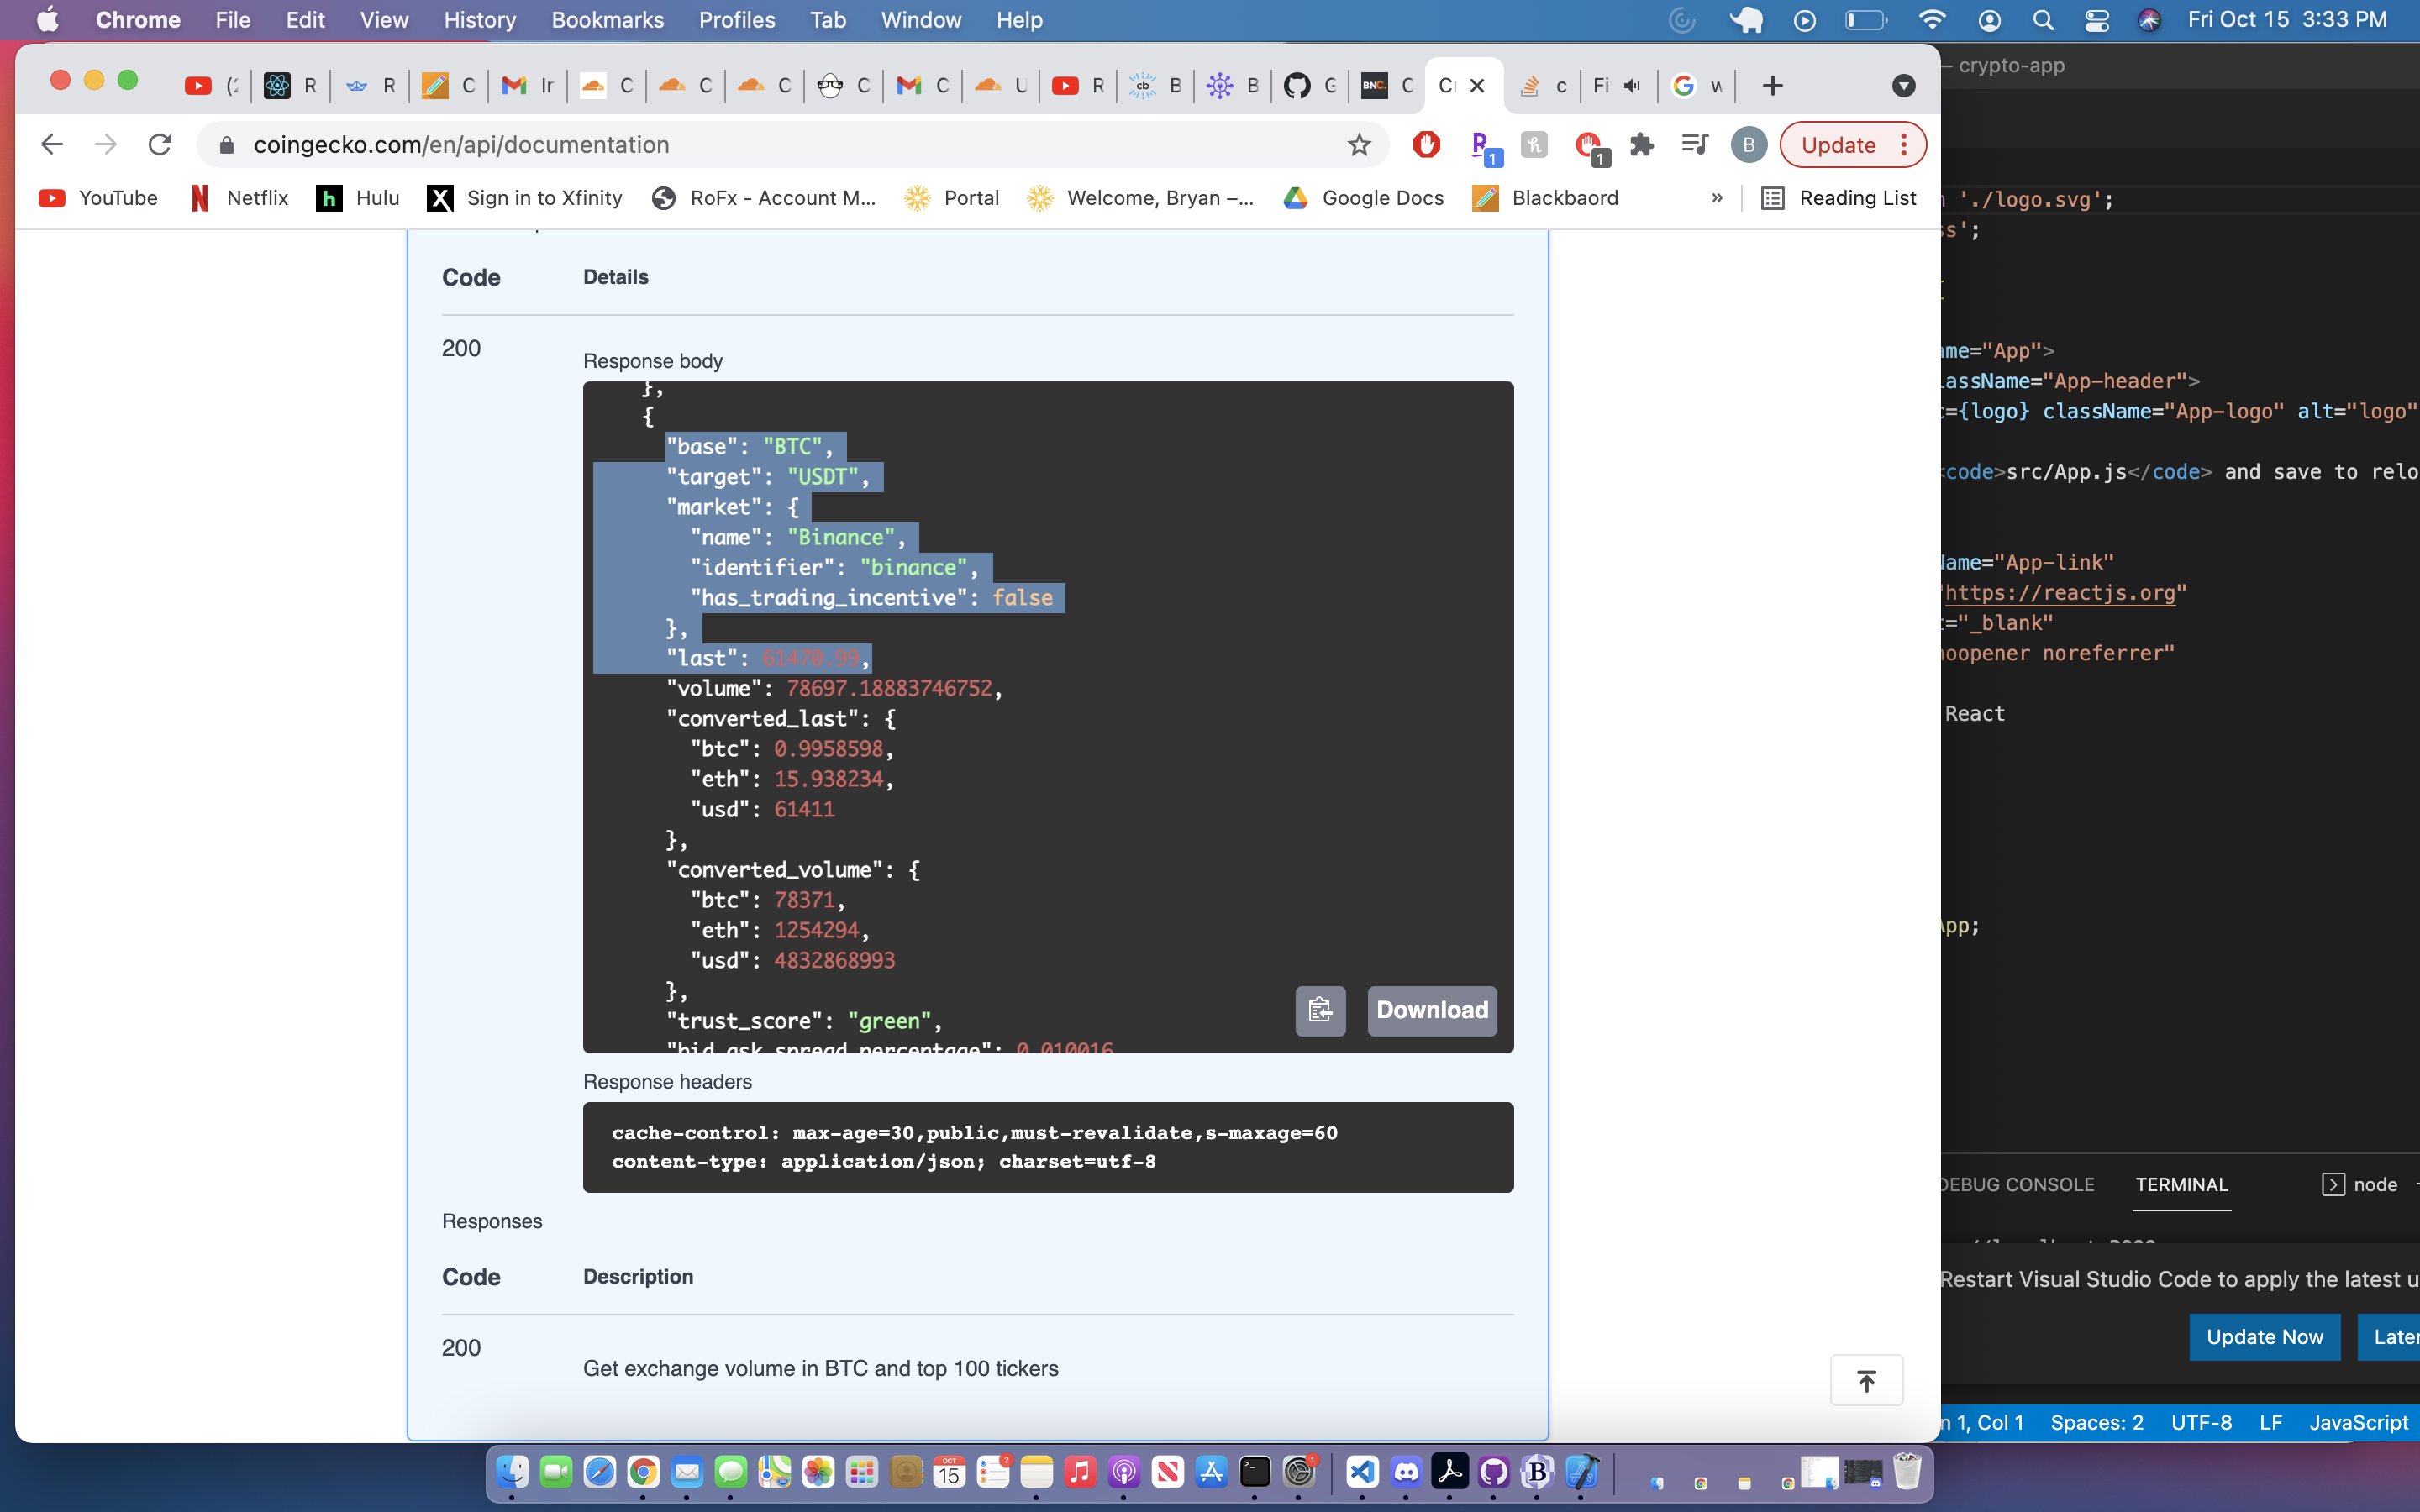 Chrome File Edit View History Bookmarks Profiles Tab Window Help Fri Oct 15 3:33 PM
coingecko.com/en/api/documentation
Update
YouTube Netflix Hulu Sign in to Xfinity RoFx - Account M... Portal Welcome, Bryan –... Google Docs Blackbaord » Reading List
Code Details
200
Response body
},
{
"base": "BTC",
"target": "USDT",
"market": {
"name": "Binance",
"identifier": "binance",
"has_trading_incentive": false
},
"last": 61470.99,
"volume": 78697.18883746752,
"converted_last": {
"btc": 0.9958598,
"eth": 15.938234,
"usd": 61411
},
"converted_volume": {
"btc": 78371,
"eth": 1254294,
"usd": 4832868993
},
"trust_score": "green",
"bid_ask_spread_percentage": 0.010016
Download
Response headers
cache-control: max-age=30,public,must-revalidate,s-maxage=60
content-type: application/json; charset=utf-8
Responses
Code Description
200
Get exchange volume in BTC and top 100 tickers
– crypto-app
'./logo.svg';
ss';
ame="App">
lassName="App-header">
c={logo} className="App-logo" alt="logo"
<code>src/App.js</code> and save to relo
Name="App-link"
"https://reactjs.org"
t="_blank"
noopener noreferrer"
React
App;
DEBUG CONSOLE TERMINAL node
Restart Visual Studio Code to apply the latest u
Update Now Later
n 1, Col 1 Spaces: 2 UTF-8 LF JavaScript
OCT
15